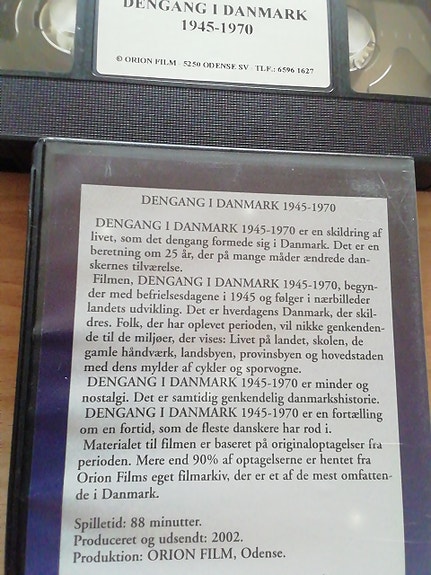 DENGANG I DANMARK
1945-1970
© ORION FILM - 5250 ODENSE SV TLF.: 6596 1627
DENGANG I DANMARK 1945-1970
DENGANG I DANMARK 1945-1970 er en skildring af
livet, som det dengang formede sig i Danmark. Det er en
beretning om 25 år, der på mange måder ændrede dan-
skernes tilværelse.
Filmen, DENGANG I DANMARK 1945-1970, begyn-
der med befrielsesdagene i 1945 og følger i nærbilleder
landets udvikling. Det er hverdagens Danmark, der skil-
dres. Folk, der har oplevet perioden, vil nikke genkenden-
de til de miljøer, der vises: Livet på landet, skolen, de
gamle håndværk, landsbyen, provinsbyen og hovedstaden
med dens mylder af cykler og sporvogne.
DENGANG I DANMARK 1945-1970 er minder og
nostalgi. Det er samtidig genkendelig danmarkshistorie.
DENGANG I DANMARK 1945-1970 er en fortælling
om en fortid, som de fleste danskere har rod i.
Materialet til filmen er baseret på originaloptagelser fra
perioden. Mere end 90% af optagelserne er hentet fra
Orion Films eget filmarkiv, der er et af de mest omfatten-
de i Danmark.
Spilletid: 88 minutter.
Produceret og udsendt: 2002.
Produktion: ORION FILM, Odense.